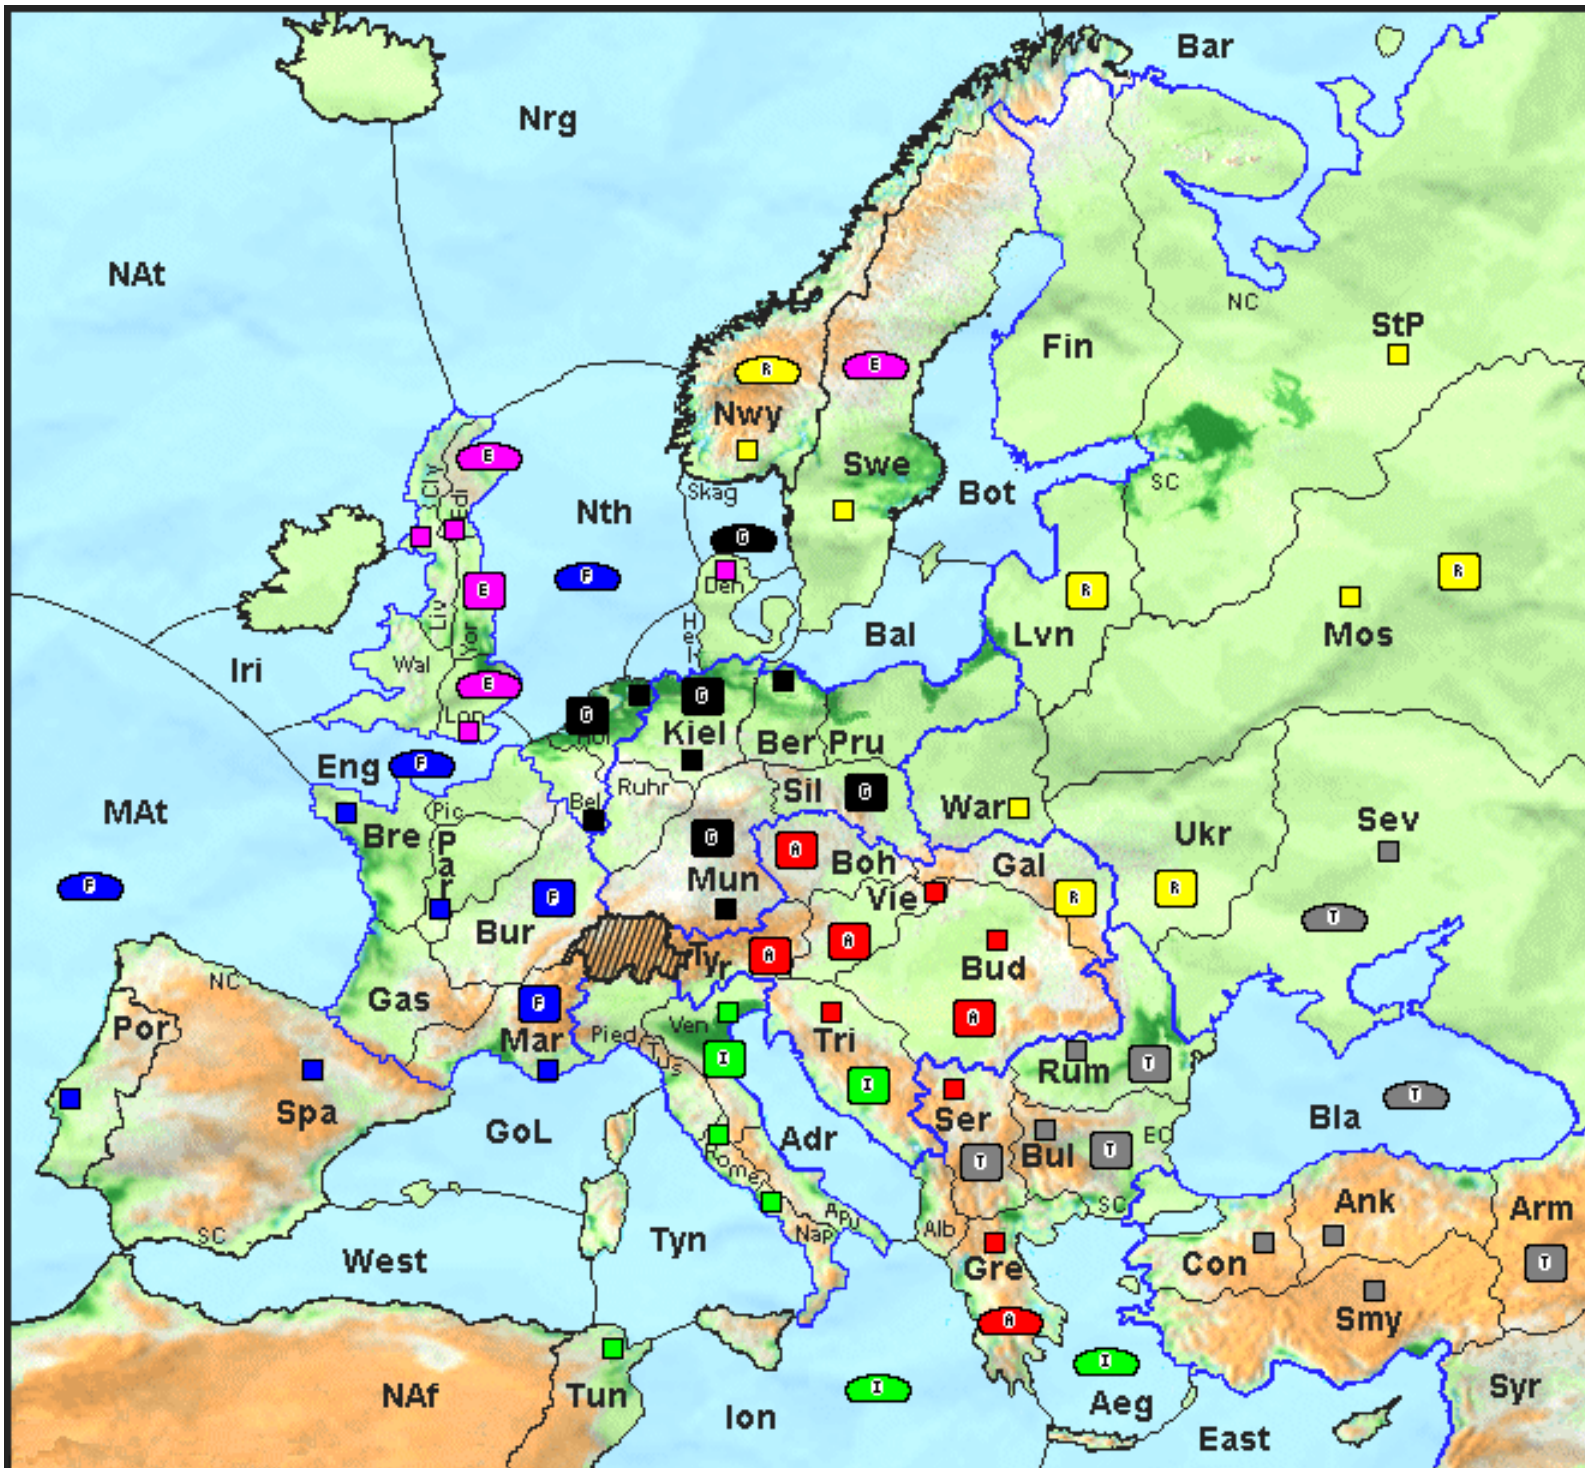 Bar
Nrg
NAt
NC
StP
Fin
R
E
Nwy
Swe
E
Cly
Edl
SC
Skag
Bot
Nth
G
F
R
Den
E
R
Liv
Yor
Hel
Bal
Lvn
Mos
Wal
Iri
E
G
G
Lon
Hol
Kiel
Ber
Pru
Eng
F
Ruhr
Sil
G
MAt
Pic
Bel
War
Sev
Bre
Par
G
A
Boh
Gal
Ukr
F
F
Mun
Vie
R
R
T
Bur
A
A
Tyr
Bud
NC
Gas
F
A
Por
Mar
Pied
Ven
Tri
Tus
I
Rum
T
I
Spa
Ser
T
Bla
GoL
Adr
EC
T
Bul
T
Rome
SC
Ank
Arm
SC
Tyn
Apu
Nap
Alb
West
Gre
Con
T
A
Smy
I
NAf
Tun
I
Syr
Ion
Aeg
East